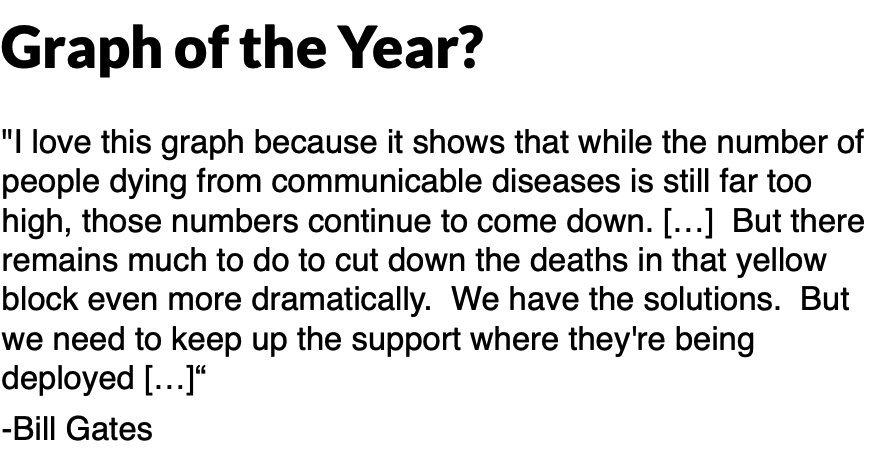 Graph of the Year?
"I love this graph because it shows that while the number of
people dying from communicable diseases is still far too
high, those numbers continue to come down. […]  But there
remains much to do to cut down the deaths in that yellow
block even more dramatically.  We have the solutions.  But
we need to keep up the support where they're being
deployed […]“
-Bill Gates